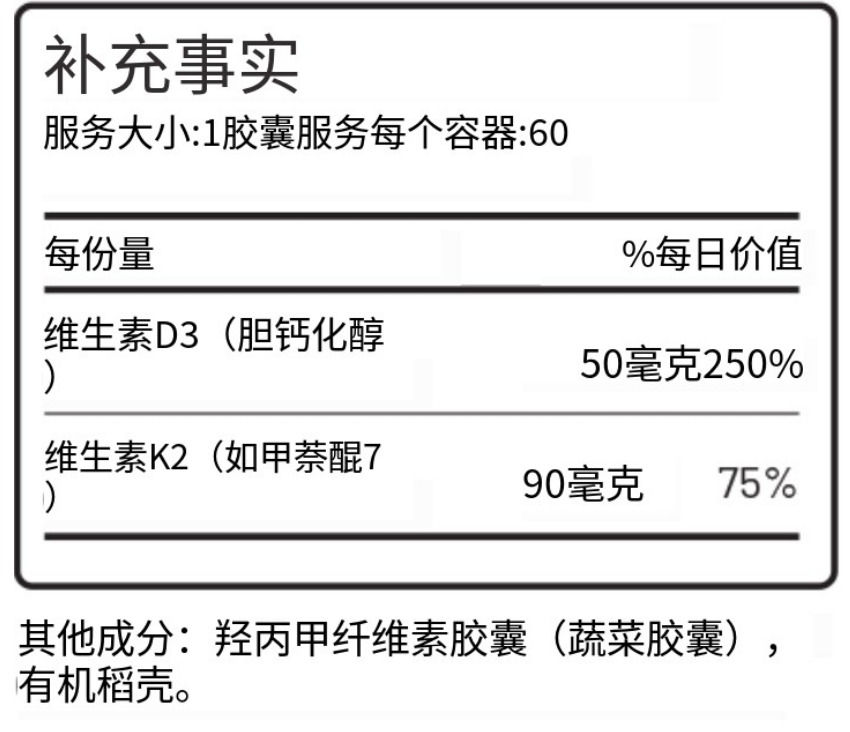 补充事实
服务大小:1胶囊服务每个容器:60
每份量 %每日价值
维生素D3（胆钙化醇
） 50毫克250%
维生素K2（如甲萘醌7
） 90毫克 75%
其他成分：羟丙甲纤维素胶囊（蔬菜胶囊），
有机稻壳。